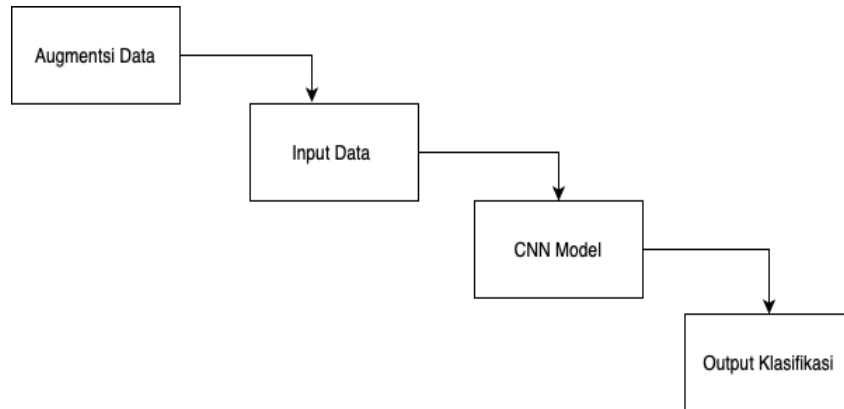 Augmentsi Data
Input Data
CNN Model
Output Klasifikasi